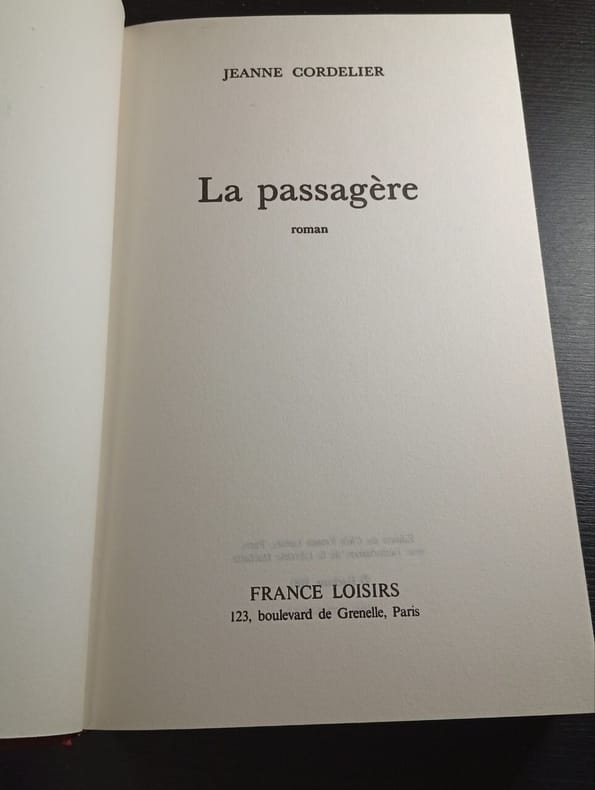 JEANNE CORDELIER
La passagère
roman
FRANCE LOISIRS
123, boulevard de Grenelle, Paris